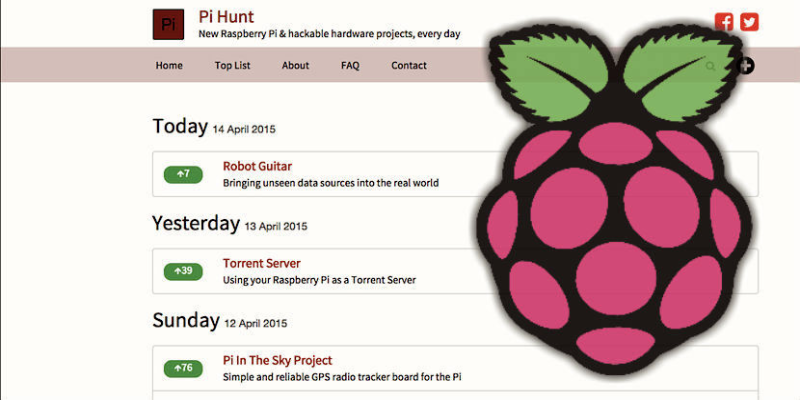 Pi
Pi Hunt
New Raspberry Pi & hackable hardware projects, every day
Home Top List About FAQ Contact
Today 14 April 2015
↑7
Robot Guitar
Bringing unseen data sources into the real world
Yesterday 13 April 2015
↑39
Torrent Server
Using your Raspberry Pi as a Torrent Server
Sunday 12 April 2015
↑76
Pi In The Sky Project
Simple and reliable GPS radio tracker board for the Pi